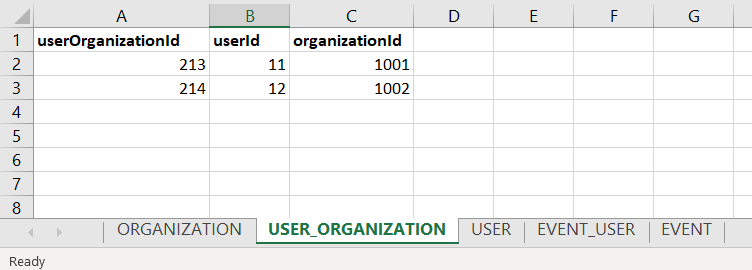 A B C D E F G
1 userOrganizationId userId organizationId
2 213 11 1001
3 214 12 1002
4
5
6
7
8
ORGANIZATION USER_ORGANIZATION USER EVENT_USER EVENT
Ready